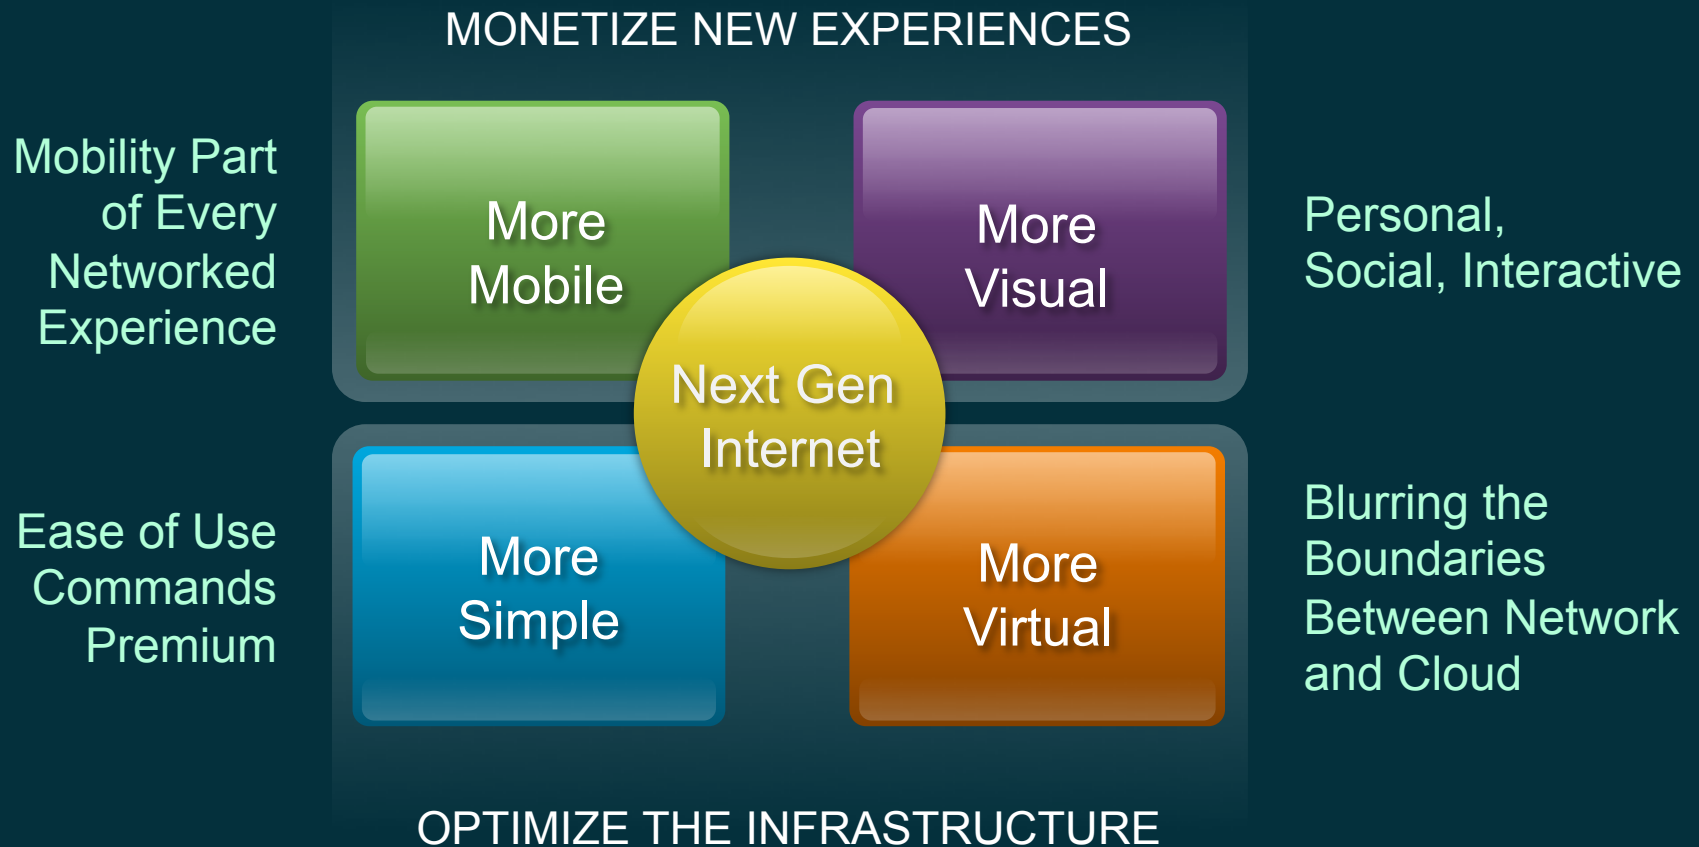 MONETIZE NEW EXPERIENCES
Mobility Part
of Every
Networked
Experience
More
Mobile
More
Visual
Personal,
Social, Interactive
Next Gen
Internet
Ease of Use
Commands
Premium
More
Simple
More
Virtual
Blurring the
Boundaries
Between Network
and Cloud
OPTIMIZE THE INFRASTRUCTURE